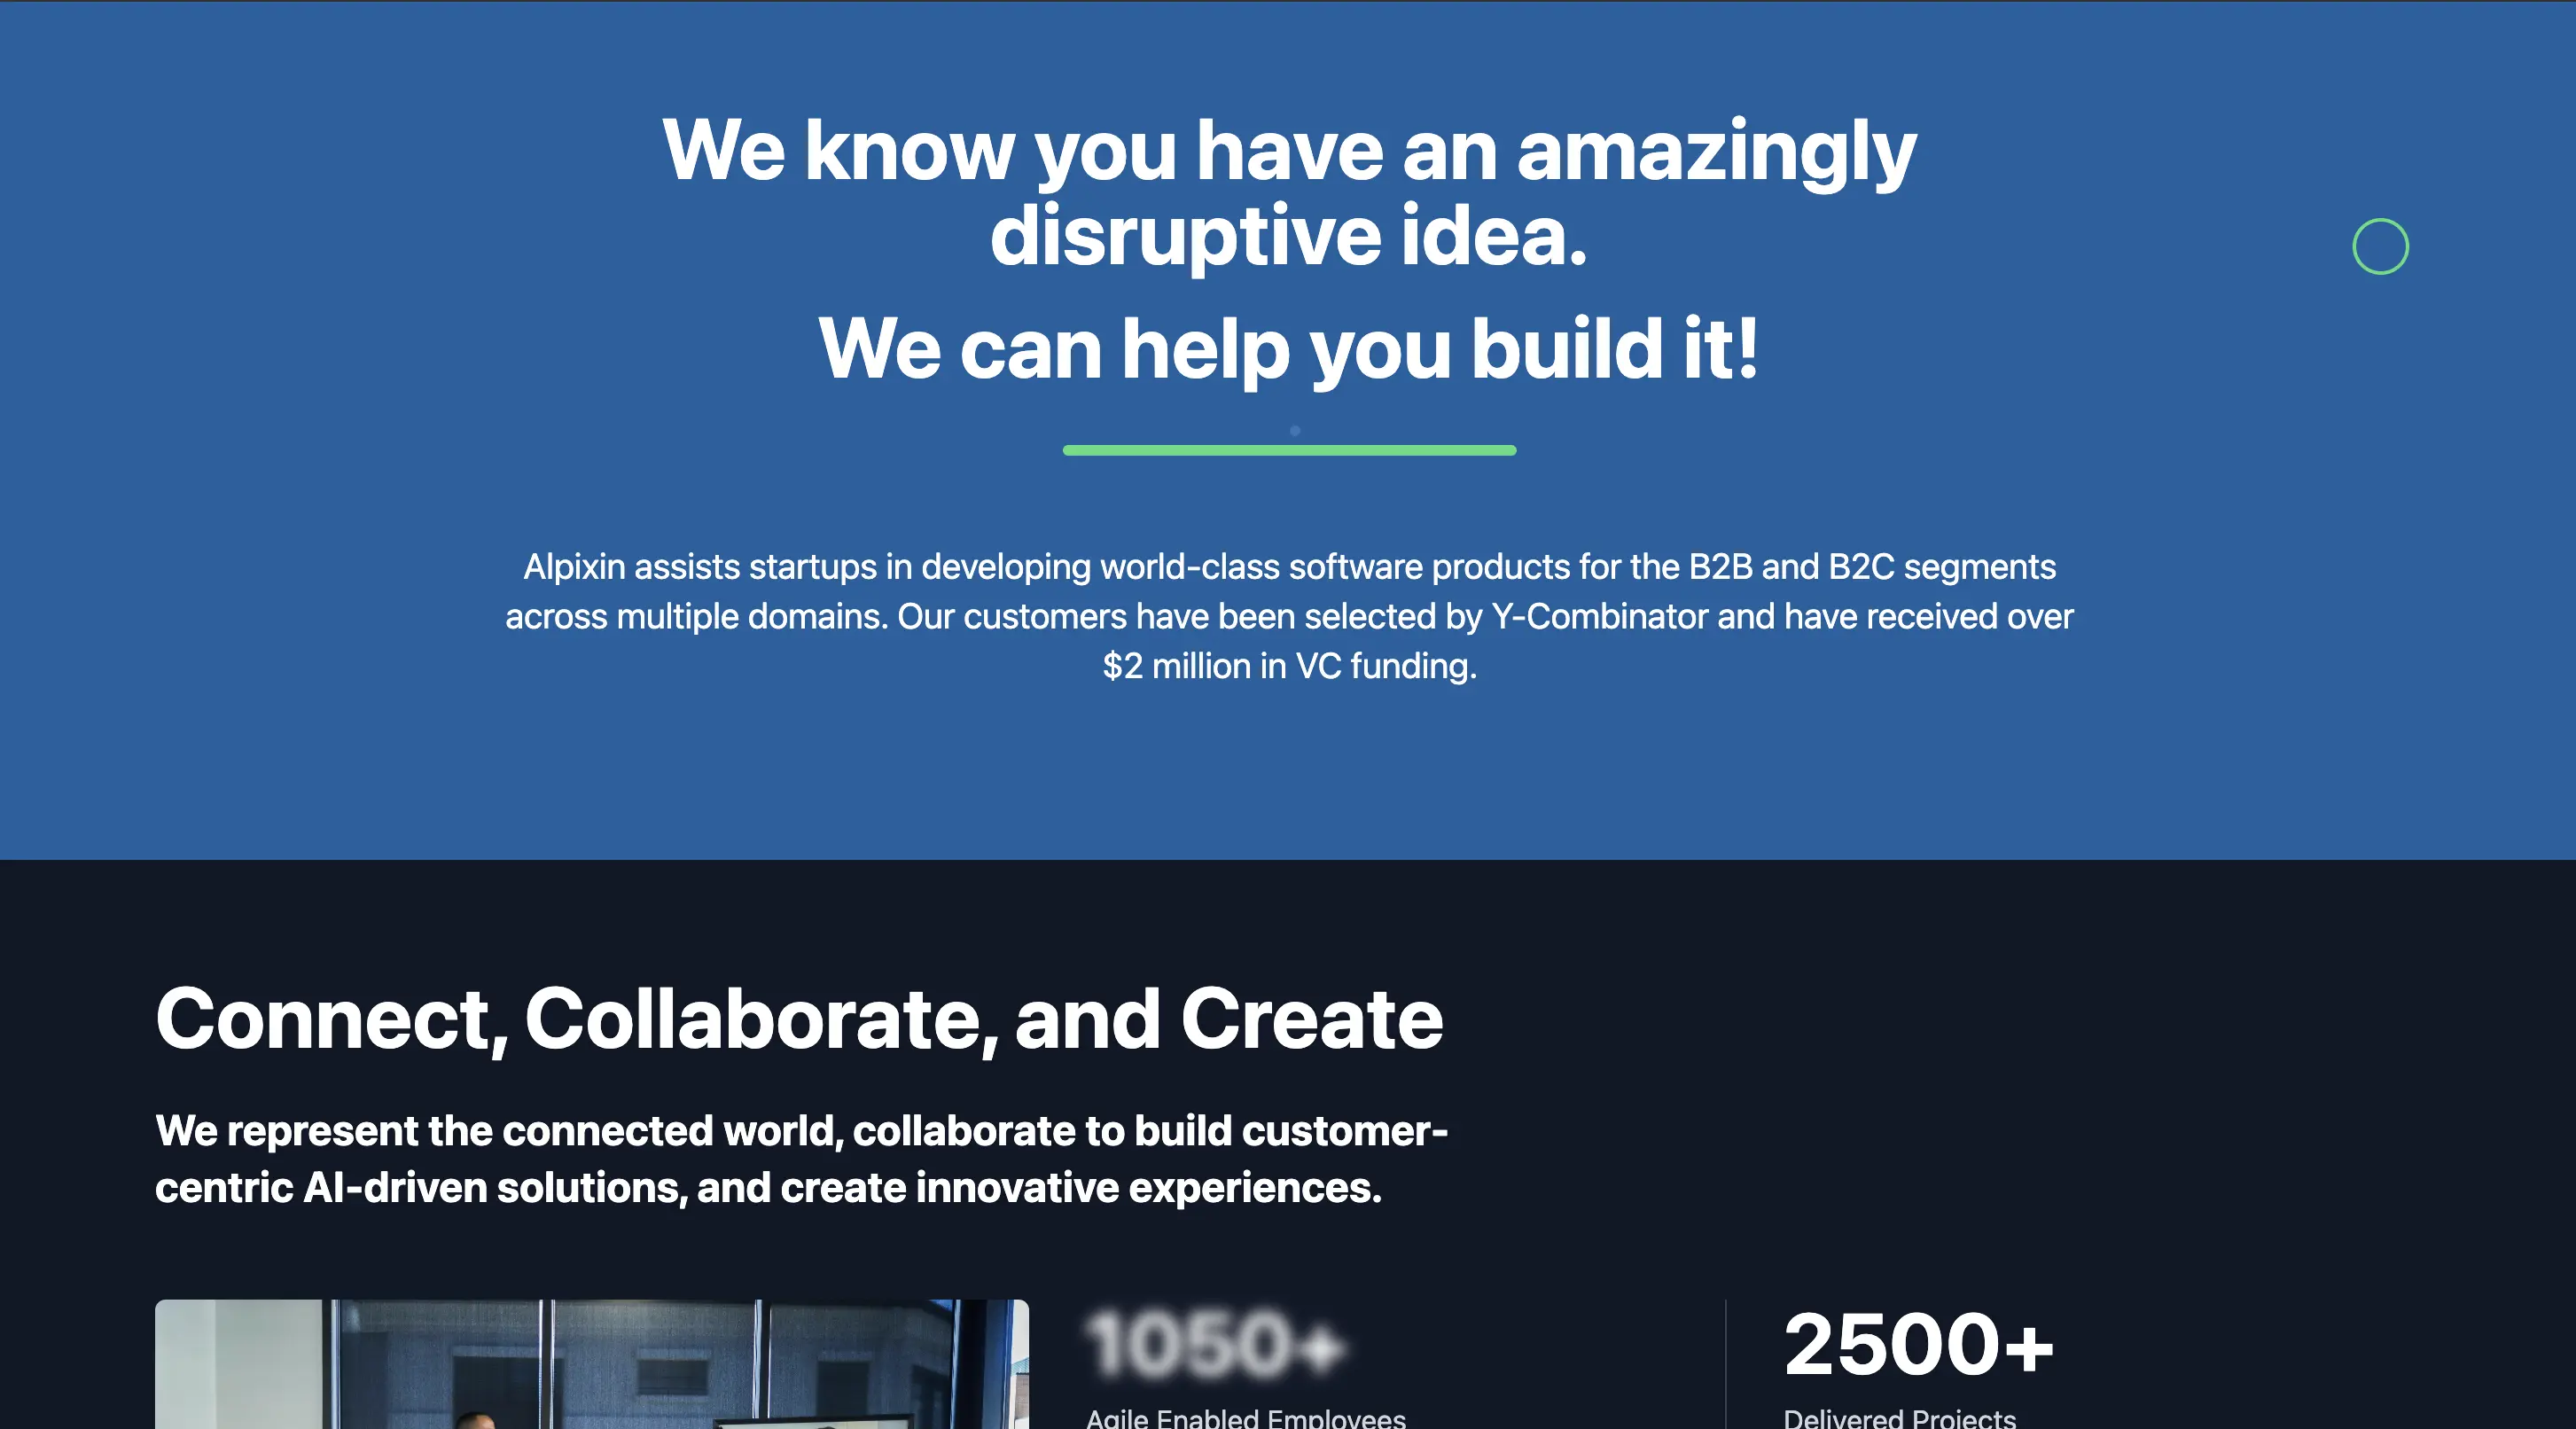 We know you have an amazingly
disruptive idea.
We can help you build it!
Alpixin assists startups in developing world-class software products for the B2B and B2C segments
across multiple domains. Our customers have been selected by Y-Combinator and have received over
$2 million in VC funding.
Connect, Collaborate, and Create
We represent the connected world, collaborate to build customer-
centric AI-driven solutions, and create innovative experiences.
1050+
2500+
Agile Enabled Employees
Delivered Projects